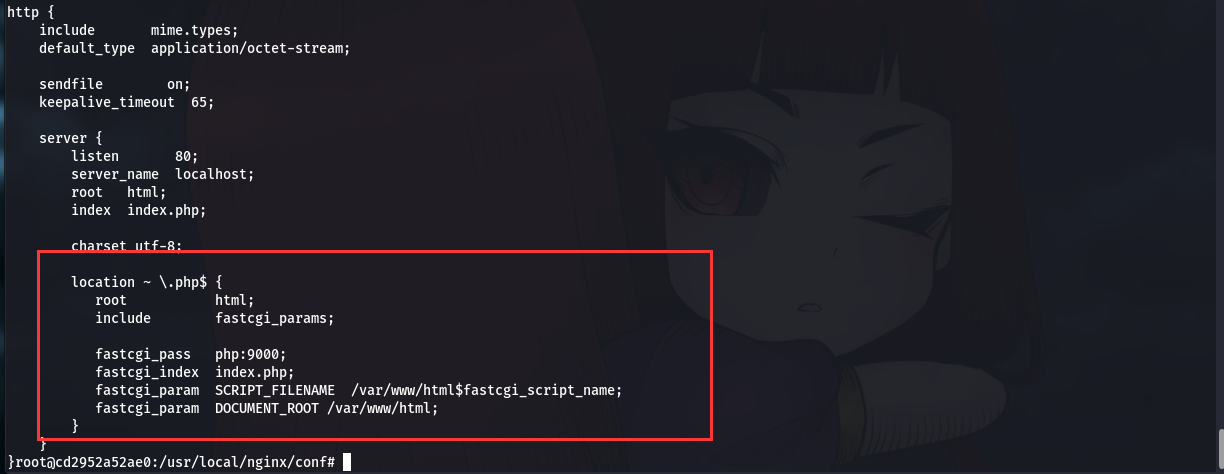 http {
    include       mime.types;
    default_type  application/octet-stream;
    sendfile        on;
    keepalive_timeout  65;
    server {
        listen       80;
        server_name  localhost;
        root   html;
        index  index.php;
        charset utf-8;
        location ~ \.php$ {
           root           html;
           include        fastcgi_params;
           fastcgi_pass   php:9000;
           fastcgi_index  index.php;
           fastcgi_param  SCRIPT_FILENAME  /var/www/html$fastcgi_script_name;
           fastcgi_param  DOCUMENT_ROOT /var/www/html;
        }
    }
}root@cd2952a52ae0:/usr/local/nginx/conf#